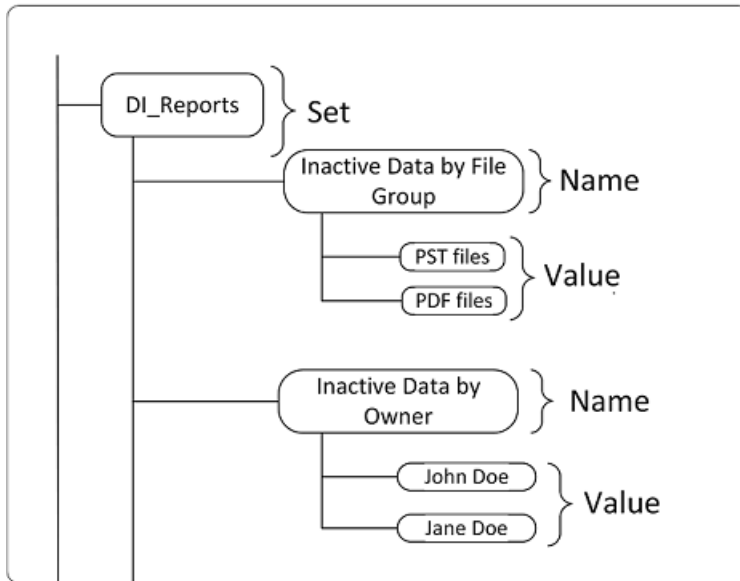 DI_Reports
Set
Inactive Data by File
Group
Name
PST files
PDF files
Value
Inactive Data by
Owner
Name
John Doe
Jane Doe
Value